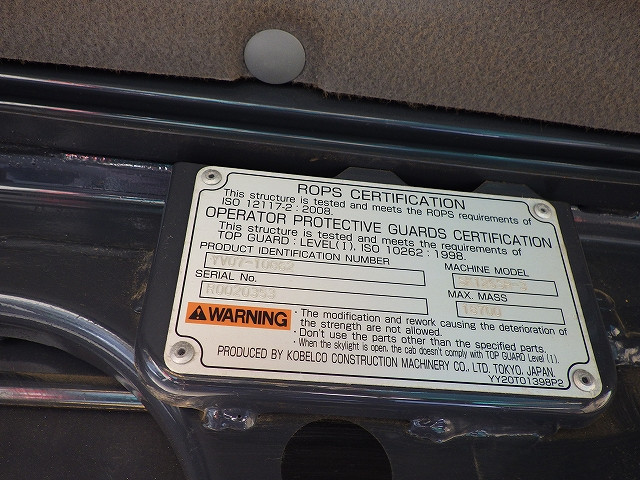 ROPS CERTIFICATION
This structure is tested and meets the ROPS requirements of
ISO 12117-2 : 2008.
OPERATOR PROTECTIVE GUARDS CERTIFICATION
This structure is tested and meets the requirements of
TOP GUARD : LEVEL(1), ISO 10262 : 1998.
PRODUCT IDENTIFICATION NUMBER
MACHINE MODEL
SERIAL No.
R0020353
MAX. MASS
18700
WARNING
· The modification and rework causing the deterioration of
the strength are not allowed.
· Don't use the parts other than the specified parts.
· When the skylight is open, the cab doesn't comply with TOP GUARD Level (1).
PRODUCED BY KOBELCO CONSTRUCTION MACHINERY CO., LTD. TOKYO, JAPAN.
YY20T01398P2